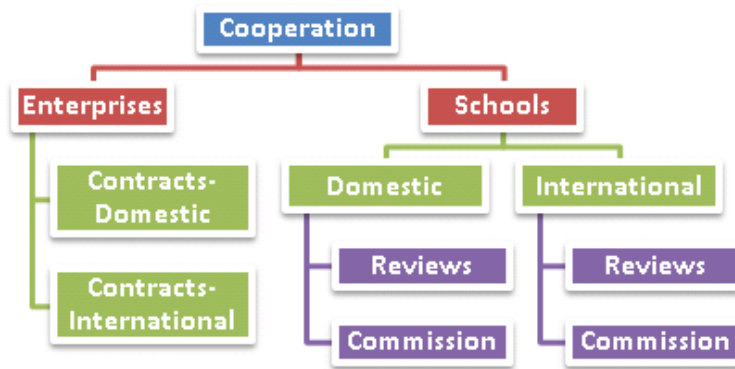 Cooperation
Enterprises
Schools
Contracts-
Domestic
Contracts-
International
Domestic
International
Reviews
Reviews
Commission
Commission